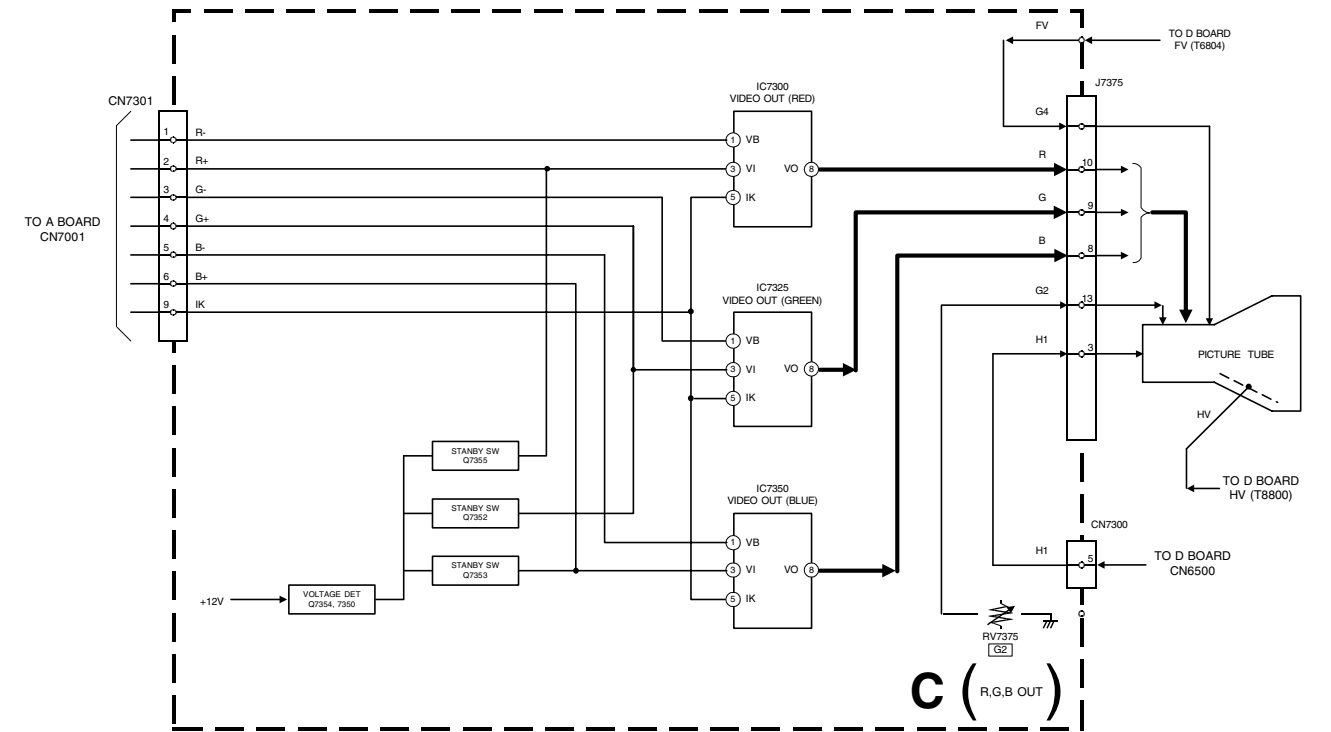 FV
TO D BOARD
FV (T6804)
J7375
CN7301
IC7300
VIDEO OUT (RED)
G4
1 R-
1 VB
2 R+
3 VI
VO 8
R
10
3 G-
5 IK
G
9
4 G+
TO A BOARD
CN7001
5 B-
B
8
6 B+
IC7325
VIDEO OUT (GREEN)
G2
13
9 IK
1 VB
H1
3
PICTURE TUBE
3 VI
VO 8
5 IK
HV
STANBY SW
Q7355
TO D BOARD
HV (T8800)
IC7350
VIDEO OUT (BLUE)
STANBY SW
Q7352
CN7300
1 VB
H1
5
TO D BOARD
CN6500
STANBY SW
Q7353
3 VI
VO 8
+12V
VOLTAGE DET
Q7354, 7350
5 IK
RV7375
G2
C ( R,G,B OUT )